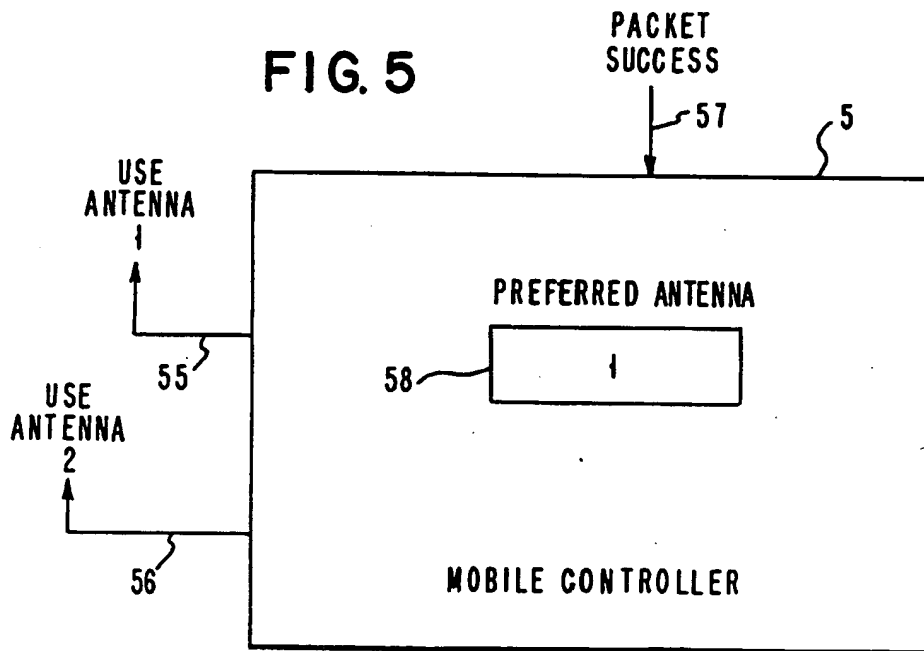 FIG. 5
PACKET
SUCCESS
57
5
USE
ANTENNA
1
55
PREFERRED ANTENNA
58
1
USE
ANTENNA
2
56
MOBILE CONTROLLER